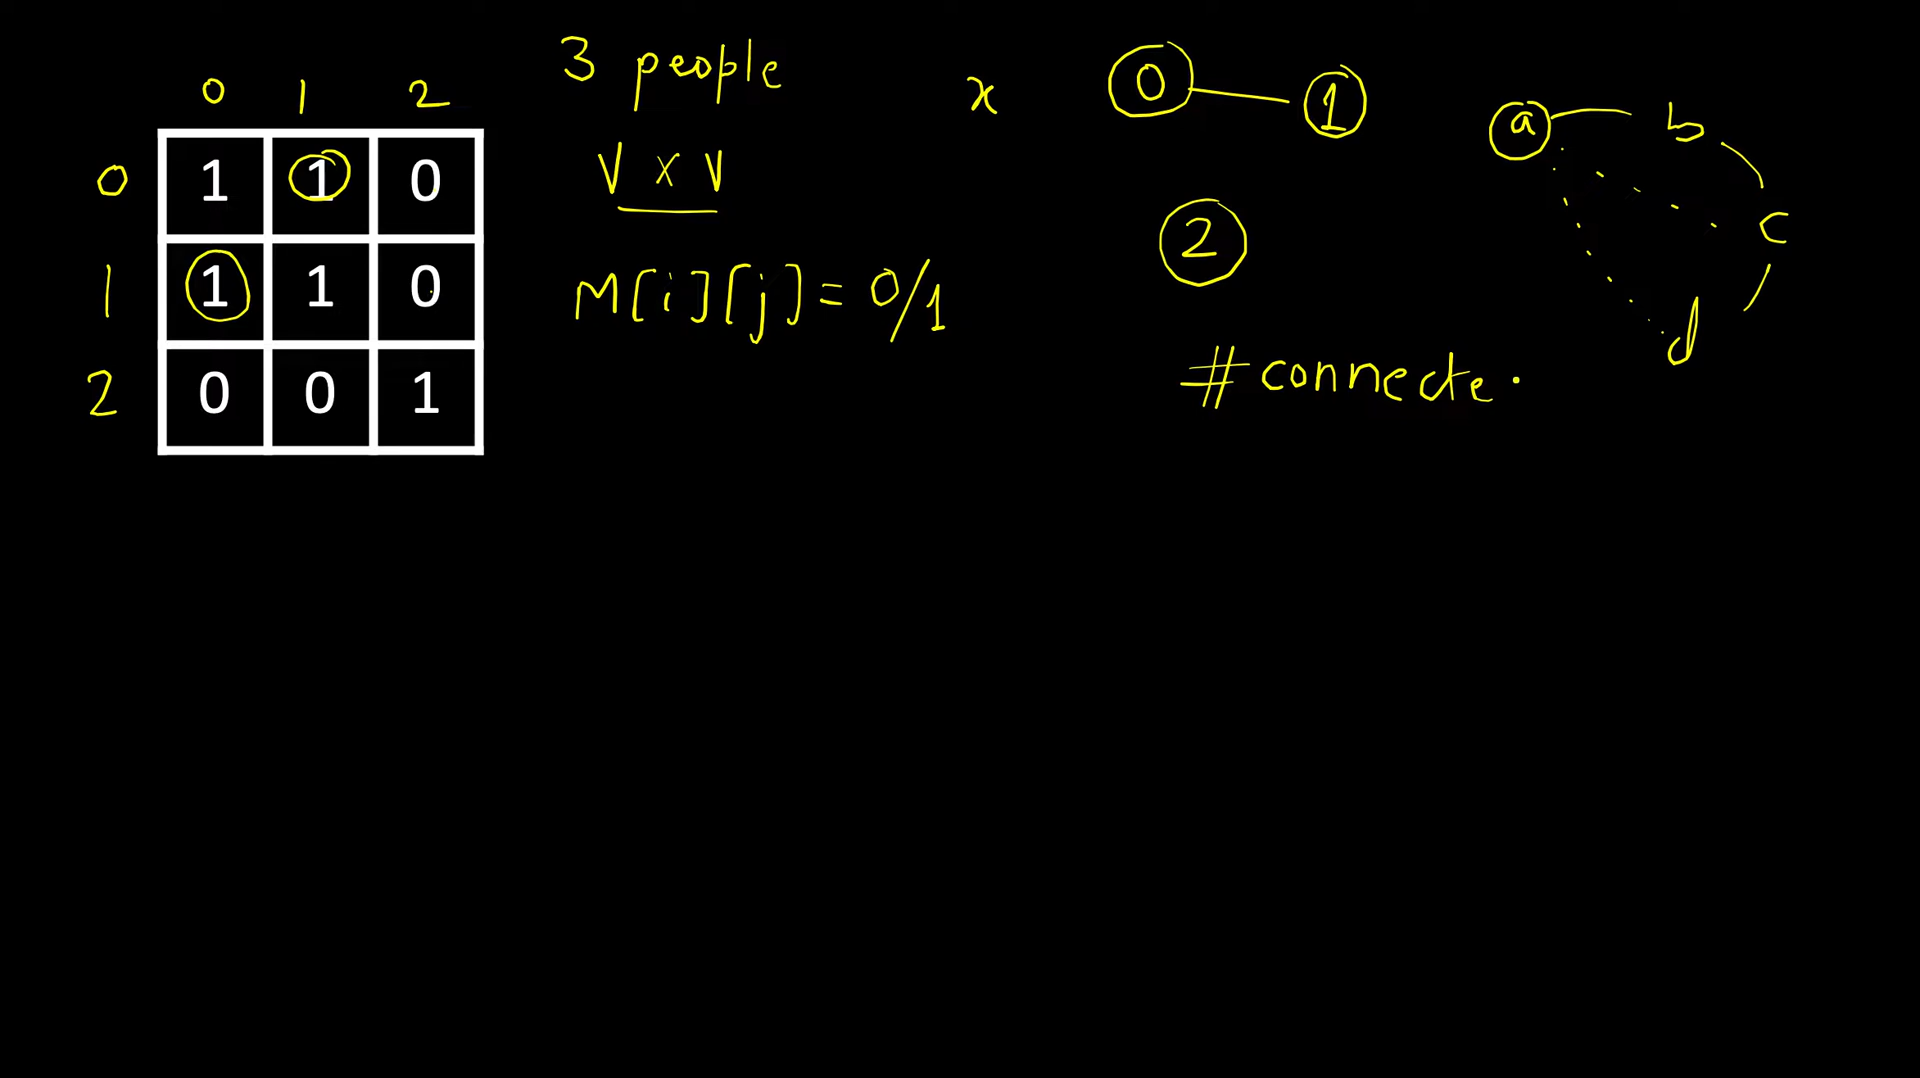 3 people
0 1 2
0 1 1 0
1 1 1 0
2 0 0 1
V x V
M[i][j] = 0/1
x
0 1
2
a b
c
d
#connecte